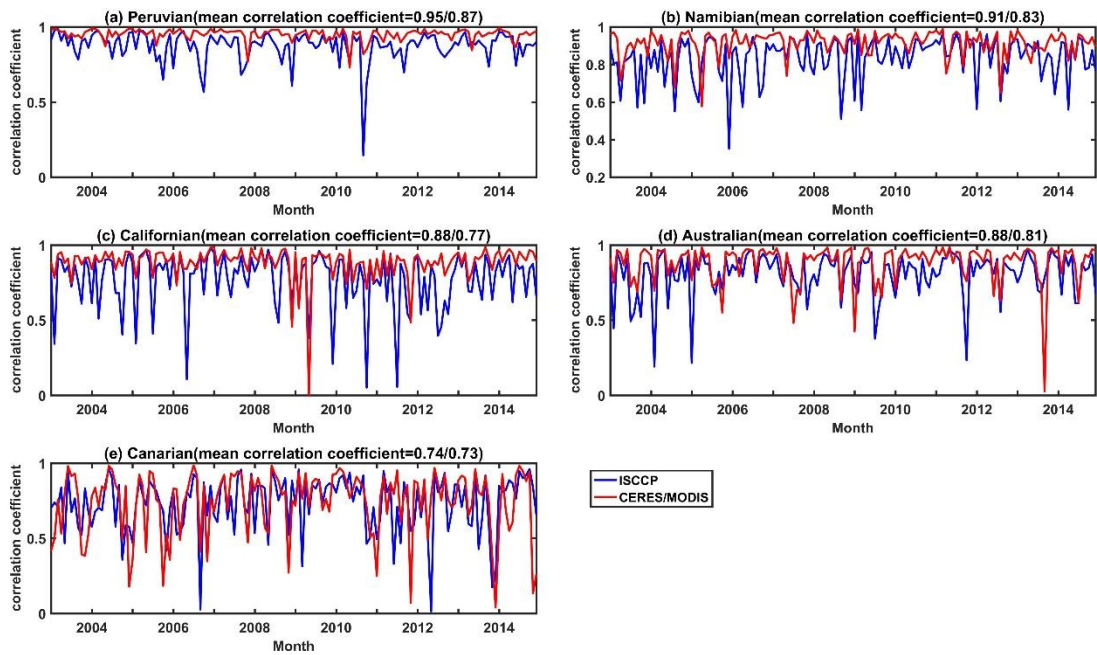 (a) Peruvian(mean correlation coefficient=0.95/0.87)
correlation coefficient
1
0.5
0
2004 2006 2008 2010 2012 2014
Month
(b) Namibian(mean correlation coefficient=0.91/0.83)
correlation coefficient
1
0.8
0.6
0.4
0.2
2004 2006 2008 2010 2012 2014
Month
(c) Californian(mean correlation coefficient=0.88/0.77)
correlation coefficient
1
0.5
0
2004 2006 2008 2010 2012 2014
Month
(d) Australian(mean correlation coefficient=0.88/0.81)
correlation coefficient
1
0.5
0
2004 2006 2008 2010 2012 2014
Month
(e) Canarian(mean correlation coefficient=0.74/0.73)
correlation coefficient
1
0.5
0
2004 2006 2008 2010 2012 2014
Month
ISCCP
CERES/MODIS